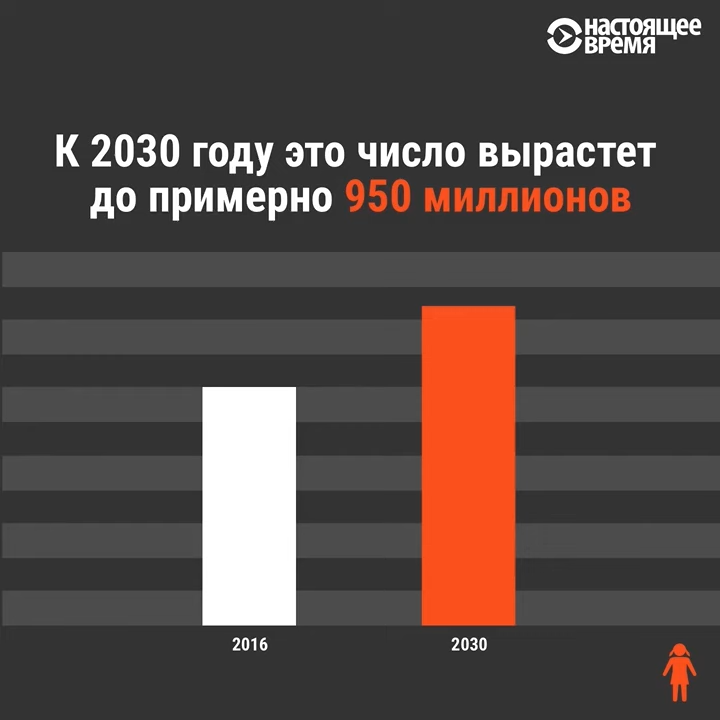 НАСТОЯЩЕЕ
ВРЕМЯ
К 2030 году это число вырастет
до примерно 950 миллионов
2016
2030